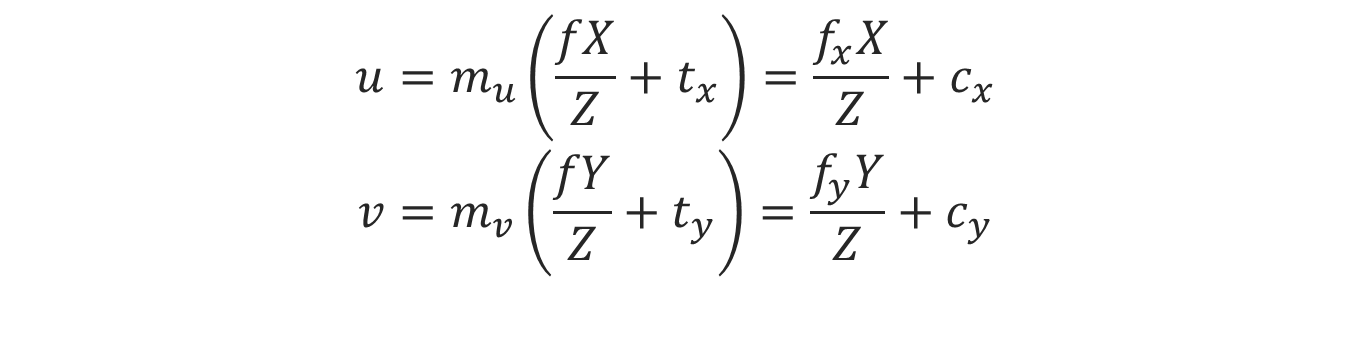 u = m_u (fX/Z + t_x) = f_x X/Z + c_x
v = m_v (fY/Z + t_y) = f_y Y/Z + c_y